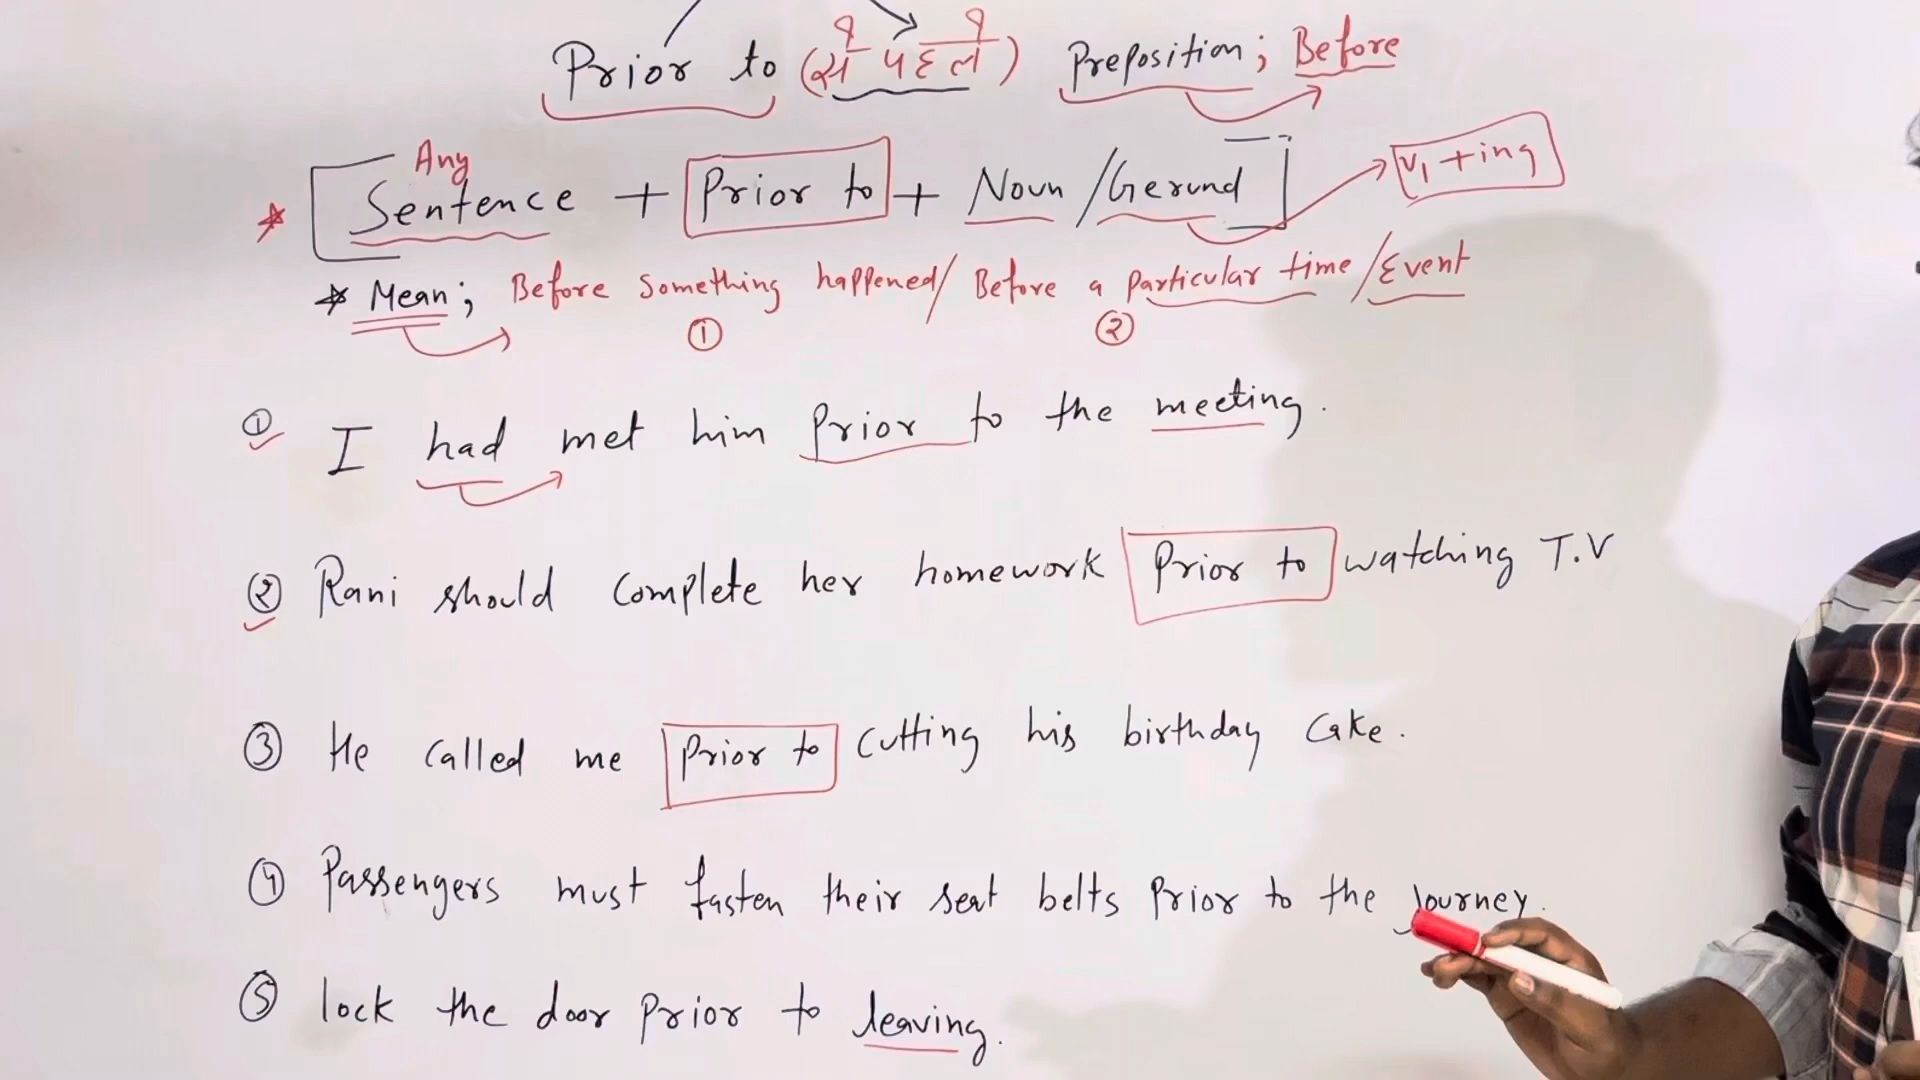 Prior to (से पहले) Preposition; Before
Any
Sentence + Prior to + Noun/Gerund v1+ing
* Mean; Before something happened/ Before a particular time/Event
① ②
① I had met him Prior to the meeting.
② Rani should complete her homework Prior to watching T.V
③ He called me Prior to cutting his birthday cake.
④ Passengers must fasten their seat belts Prior to the Journey.
⑤ lock the door Prior to leaving.